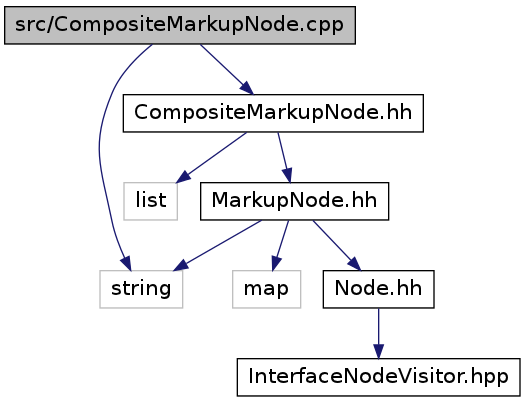 src/CompositeMarkupNode.cpp
CompositeMarkupNode.hh
list
MarkupNode.hh
string
map
Node.hh
InterfaceNodeVisitor.hpp